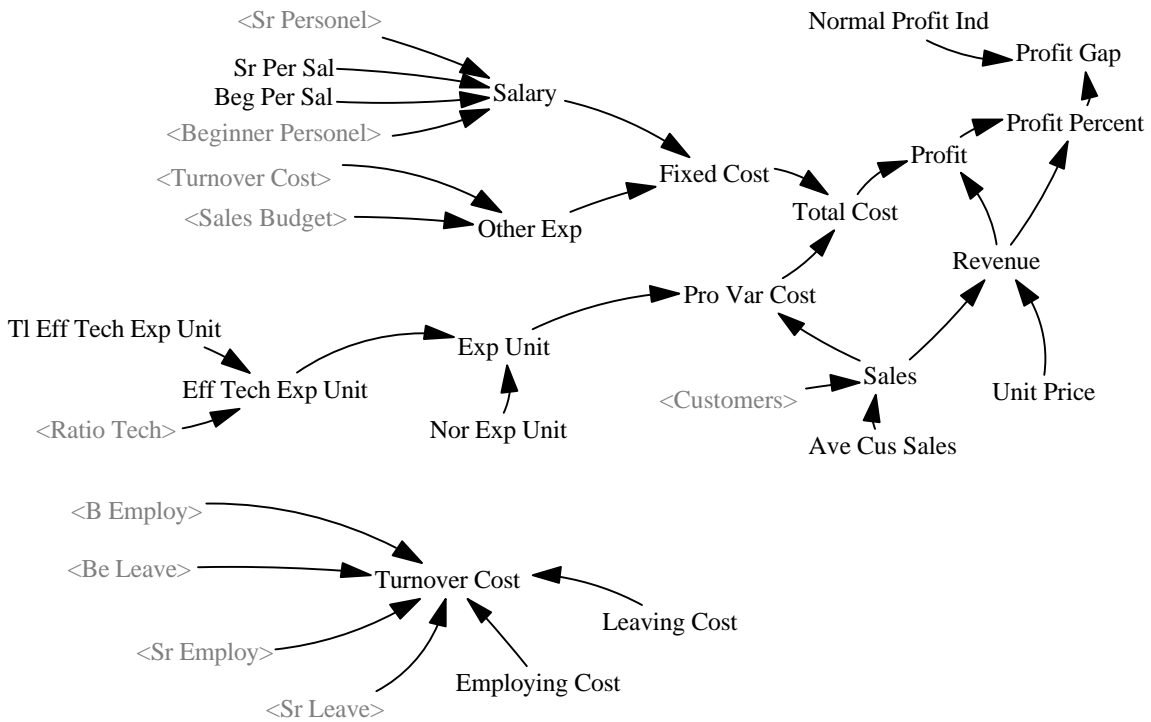 <Sr Personel>
Normal Profit Ind
Profit Gap
Sr Per Sal
Beg Per Sal
Salary
<Beginner Personel>
Profit Percent
Profit
<Turnover Cost>
Fixed Cost
<Sales Budget>
Other Exp
Total Cost
Revenue
Pro Var Cost
Tl Eff Tech Exp Unit
Exp Unit
Eff Tech Exp Unit
Sales
Unit Price
<Customers>
<Ratio Tech>
Nor Exp Unit
Ave Cus Sales
<B Employ>
<Be Leave>
Turnover Cost
Leaving Cost
<Sr Employ>
Employing Cost
<Sr Leave>